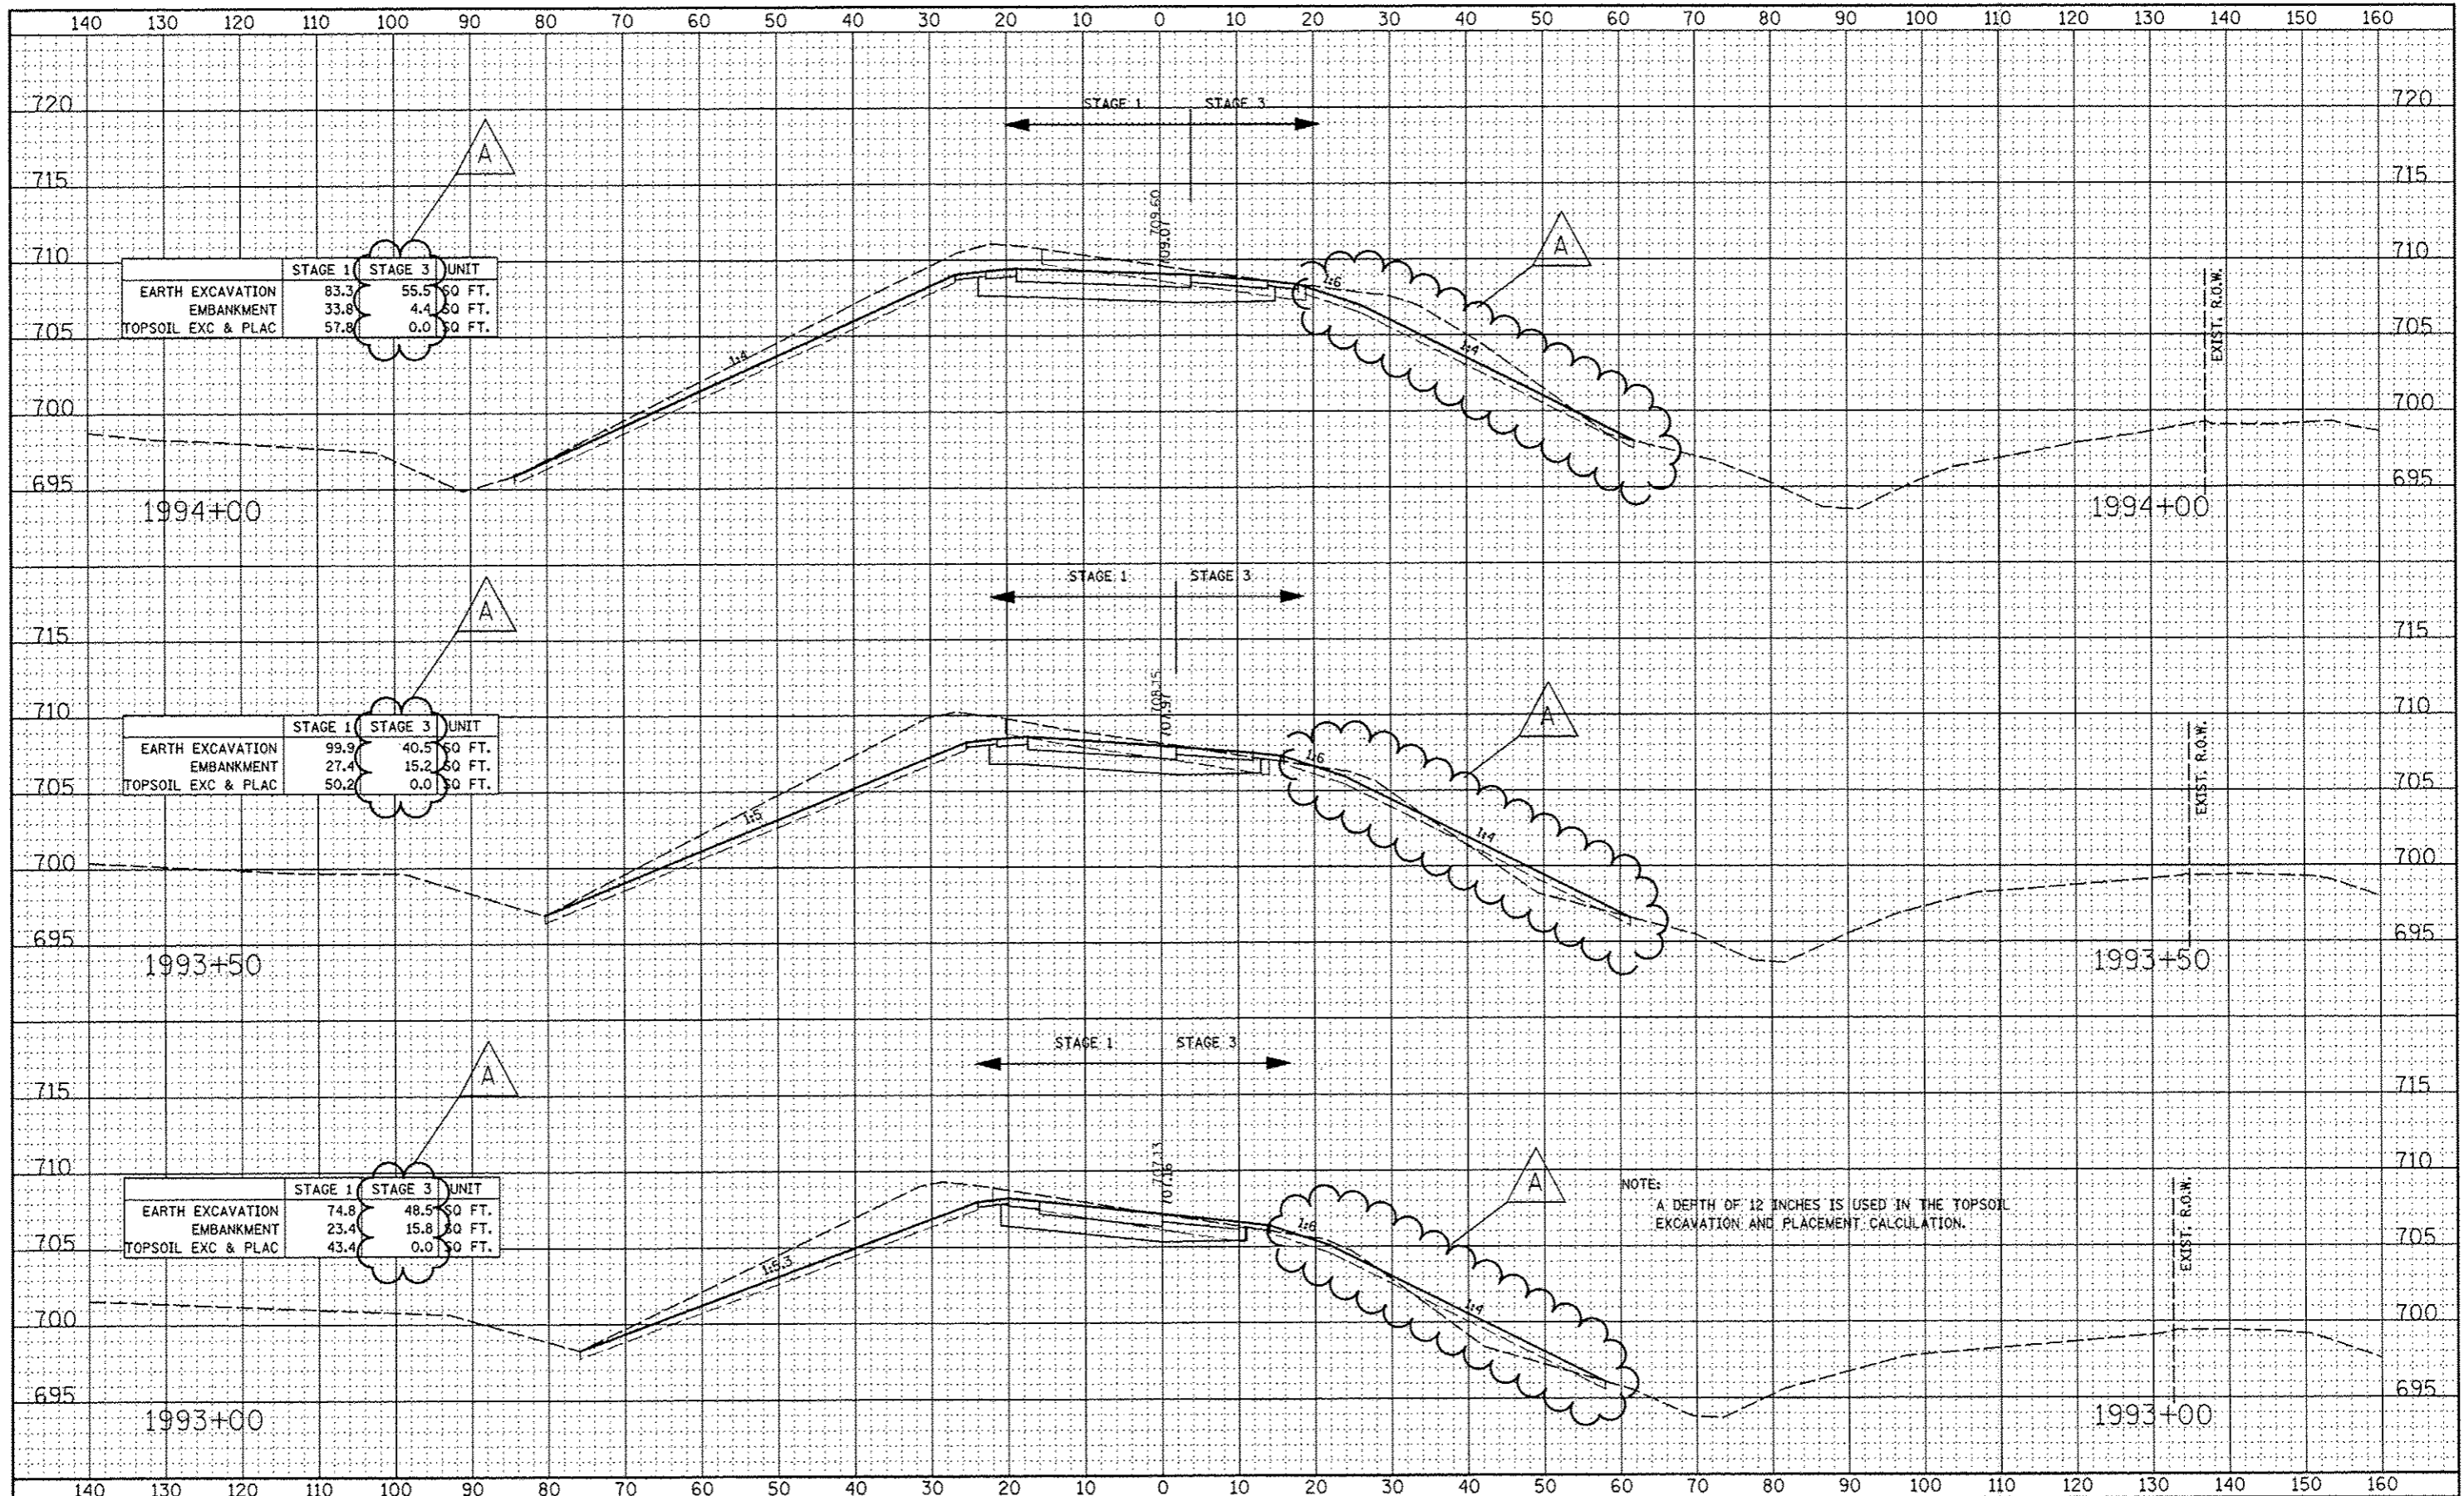 140 130 120 110 100 90 80 70 60 50 40 30 20 10 0 10 20 30 40 50 60 70 80 90 100 110 120 130 140 150 160
STAGE 1 STAGE 3
720 720
A
715 715
709.60
709.07
A
710 710
STAGE 1 STAGE 3 UNIT
EARTH EXCAVATION 83.3 55.5 SQ FT.
EMBANKMENT 33.8 4.4 SQ FT.
TOPSOIL EXC & PLAC 57.8 0.0 SQ FT.
1:6
705 705
EXIST. R.O.W.
1:4
1:4
700 700
695 695
1994+00 1994+00
STAGE 1 STAGE 3
A
715 715
708.15
707.97
A
710 710
STAGE 1 STAGE 3 UNIT
EARTH EXCAVATION 99.9 40.5 SQ FT.
EMBANKMENT 27.4 15.2 SQ FT.
TOPSOIL EXC & PLAC 50.2 0.0 SQ FT.
1:6
EXIST. R.O.W.
705 705
1:5
1:4
700 700
695 695
1993+50 1993+50
STAGE 1 STAGE 3
A
715 715
707.13
707.16
A
710 710
NOTE:
A DEPTH OF 12 INCHES IS USED IN THE TOPSOIL
EXCAVATION AND PLACEMENT CALCULATION.
STAGE 1 STAGE 3 UNIT
EARTH EXCAVATION 74.8 48.5 SQ FT.
EMBANKMENT 23.4 15.8 SQ FT.
TOPSOIL EXC & PLAC 43.4 0.0 SQ FT.
1:6
EXIST. R.O.W.
705 705
1:5.3
1:4
700 700
695 695
1993+00 1993+00
140 130 120 110 100 90 80 70 60 50 40 30 20 10 0 10 20 30 40 50 60 70 80 90 100 110 120 130 140 150 160